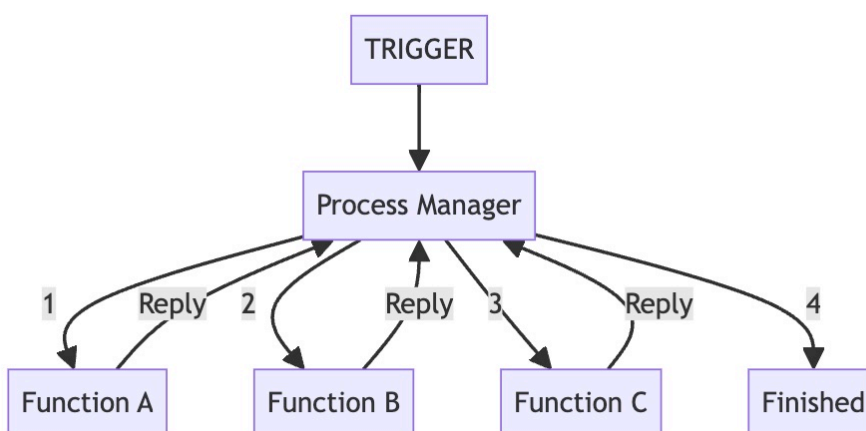 TRIGGER
Process Manager
1 Reply 2 Reply 3 Reply 4
Function A Function B Function C Finished